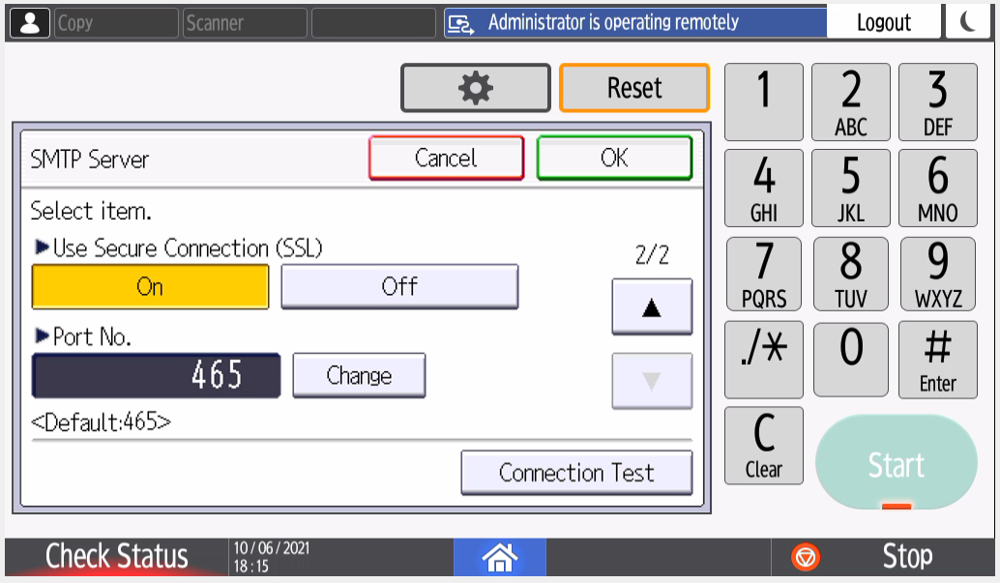 Copy
Scanner
Administrator is operating remotely
Logout
Reset
SMTP Server
Cancel
OK
Select item.
Use Secure Connection (SSL)
On
Off
2/2
▲
Port No.
465
Change
▼
<Default:465>
Connection Test
1
2
ABC
3
DEF
4
GHI
5
JKL
6
MNO
7
PQRS
8
TUV
9
WXYZ
./*
0
#
Enter
C
Clear
Start
Check Status
10 / 06 / 2021
18 : 15
Stop